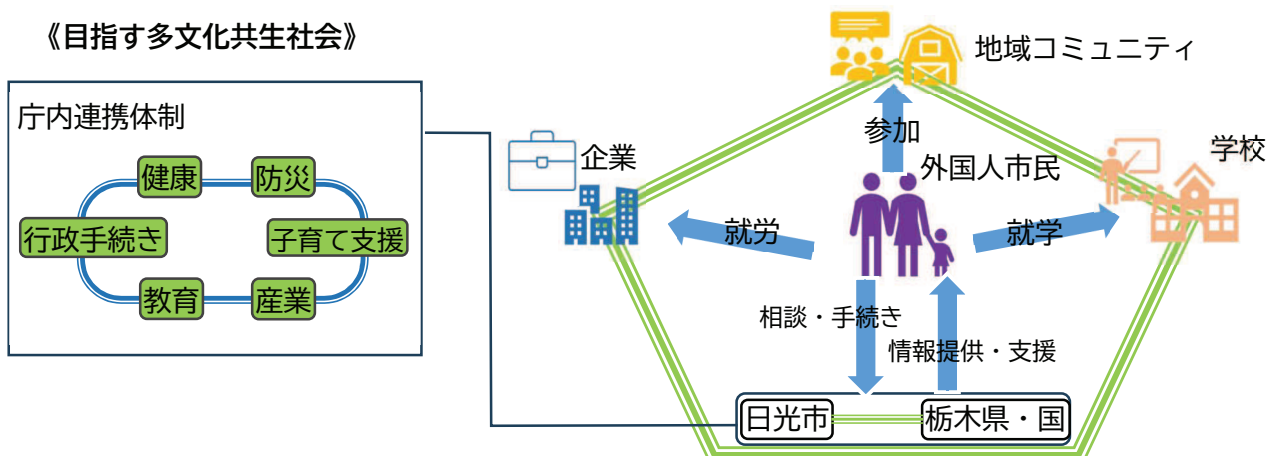 《目指す多文化共生社会》
庁内連携体制
健康
防災
行政手続き
子育て支援
教育
産業
地域コミュニティ
参加
企業
外国人市民
学校
就労
就学
相談・手続き
情報提供・支援
日光市
栃木県・国